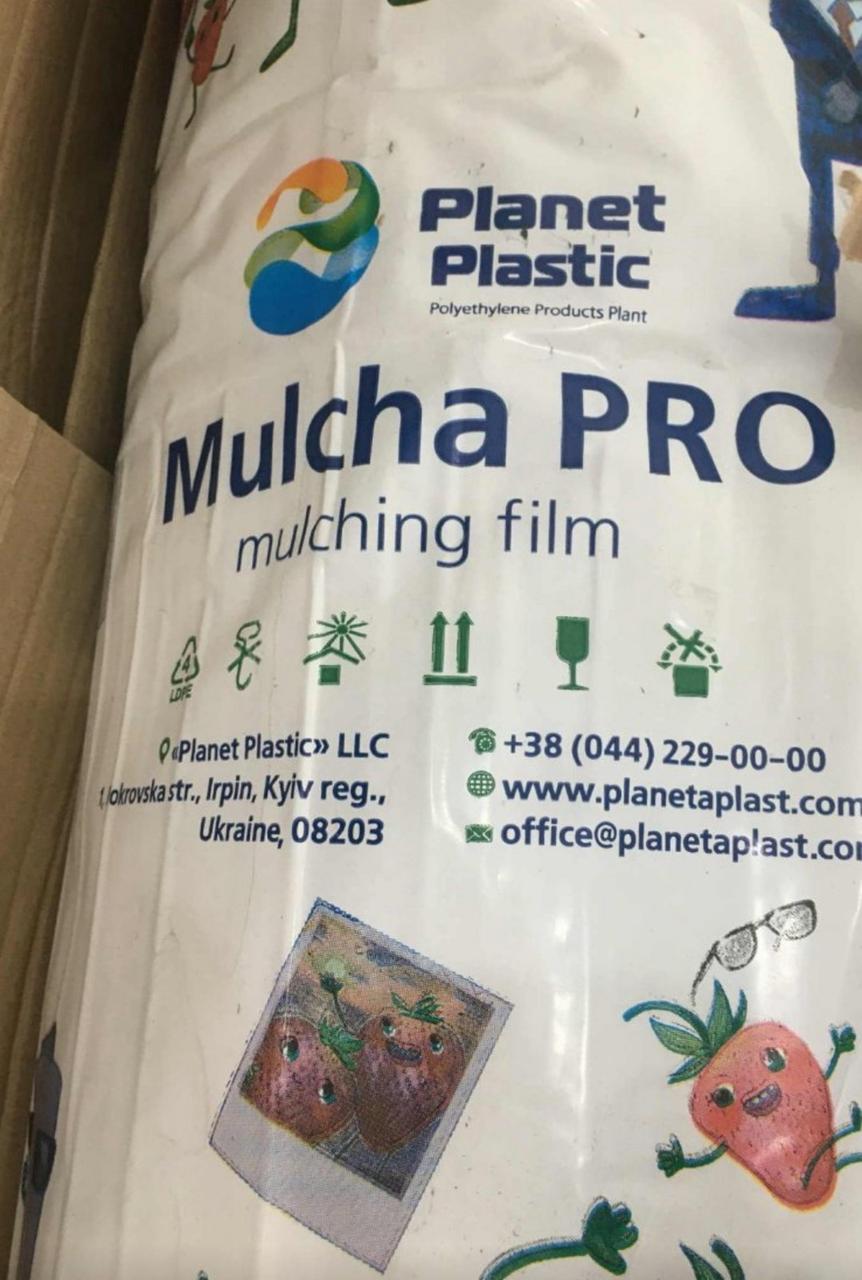 Planet
Plastic
Polyethylene Products Plant
Mulcha PRO
mulching film
4
LDPE
«Planet Plastic» LLC
str., Irpin, Kyiv reg.,
Ukraine, 08203
+38 (044) 229-00-00
www.planetaplast.com
office@planetaplast.co